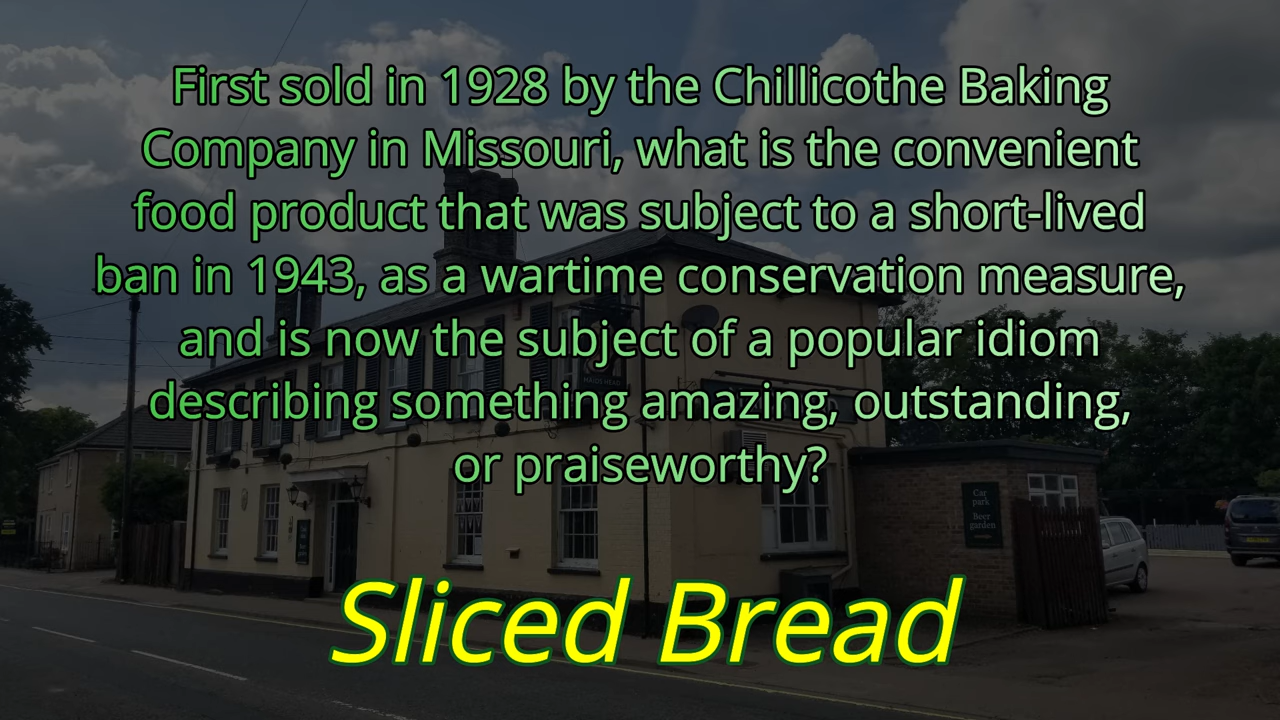 First sold in 1928 by the Chillicothe Baking
Company in Missouri, what is the convenient
food product that was subject to a short-lived
ban in 1943, as a wartime conservation measure,
and is now the subject of a popular idiom
describing something amazing, outstanding,
or praiseworthy?
Car
park
Beer
garden
Sliced Bread